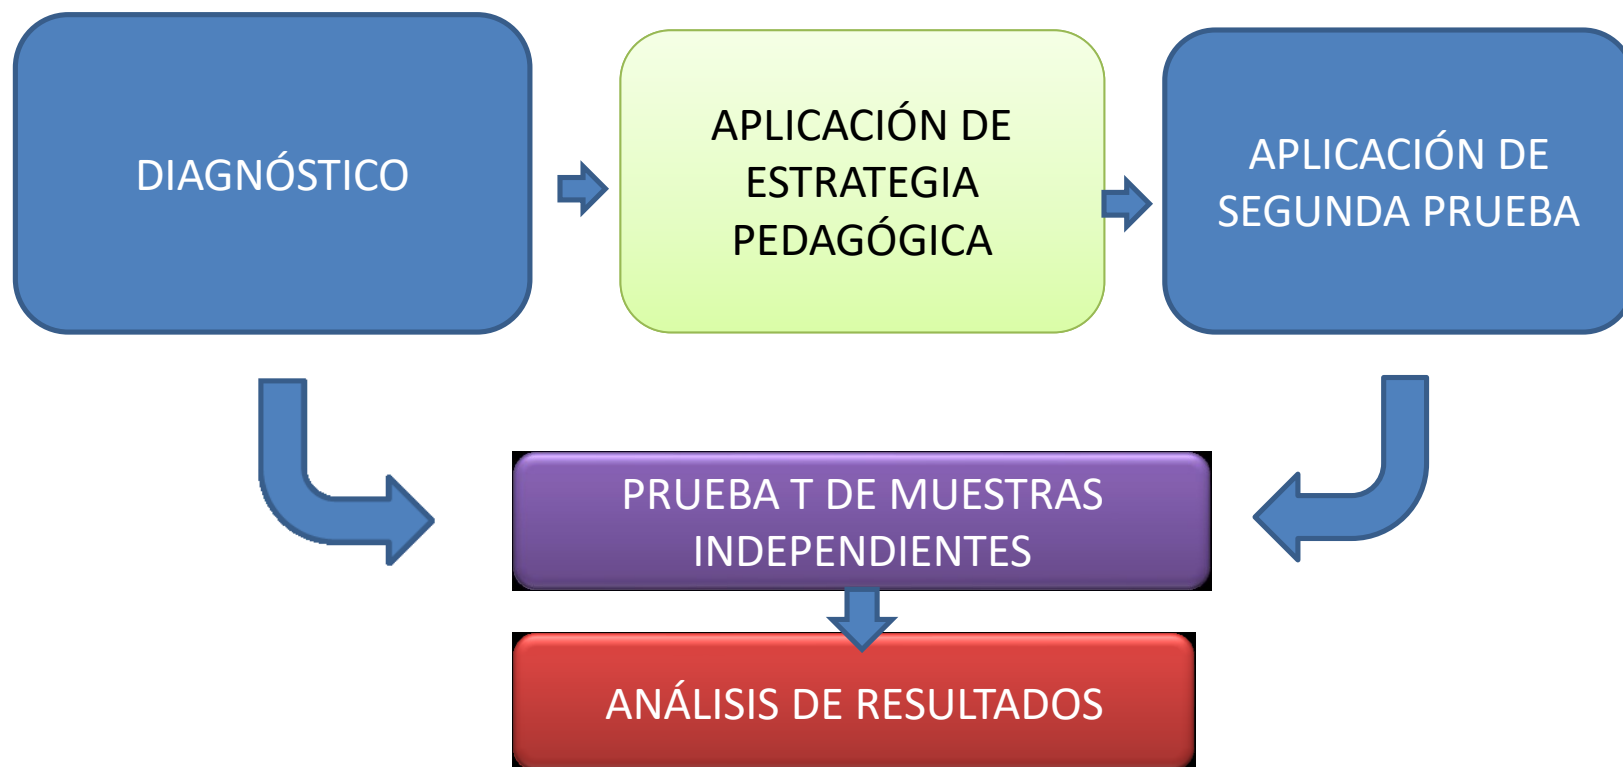 DIAGNÓSTICO
APLICACIÓN DE
ESTRATEGIA
PEDAGÓGICA
APLICACIÓN DE
SEGUNDA PRUEBA
PRUEBA T DE MUESTRAS
INDEPENDIENTES
ANÁLISIS DE RESULTADOS